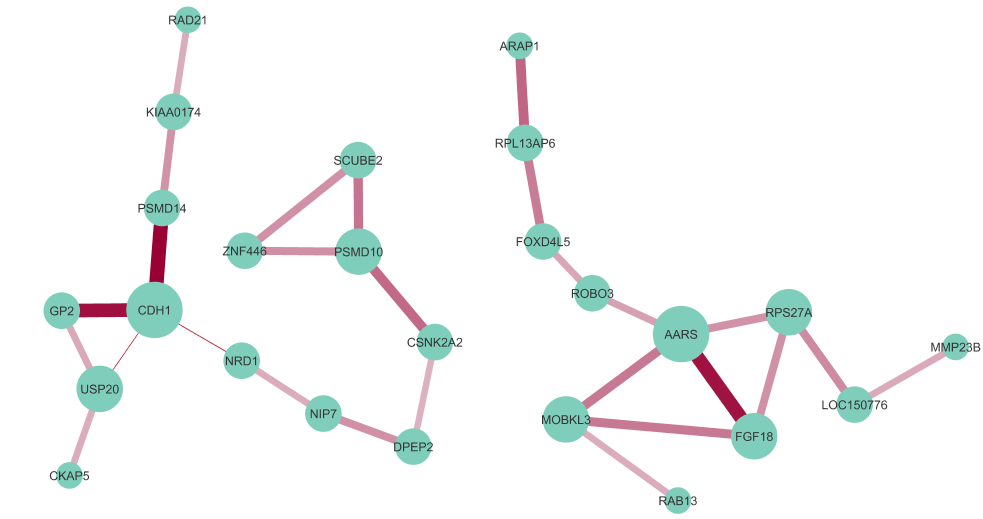 RAD21
ARAP1
KIAA0174
RPL13AP6
SCUBE2
PSMD14
FOXD4L5
ZNF446
PSMD10
ROBO3
GP2
CDH1
RPS27A
AARS
CSNK2A2
MMP23B
NRD1
USP20
LOC150776
NIP7
MOBKL3
FGF18
DPEP2
CKAP5
RAB13